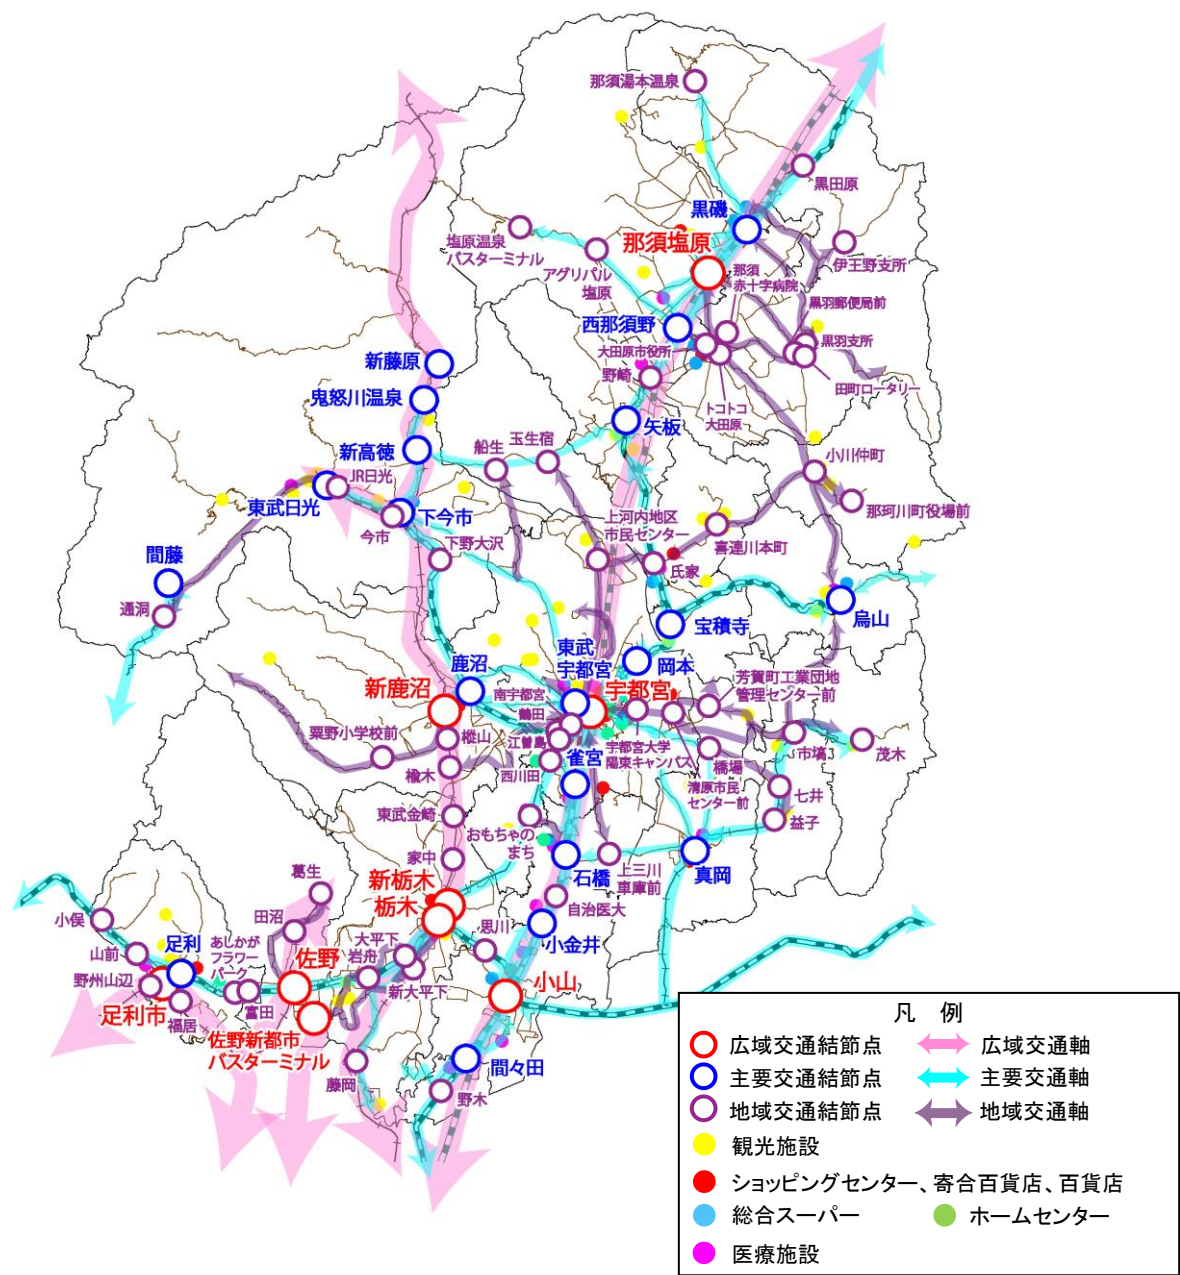 那須湯本温泉
黒田原
黒磯
塩原温泉
バスターミナル
那須塩原
伊王野支所
アグリパル
塩原
那須
赤十字病院
黒羽郵便局前
西那須野
黒羽支所
大田原市役所
新藤原
野崎
田町ロータリー
鬼怒川温泉
トコトコ
大田原
矢板
新高徳
船生
玉生宿
小川仲町
JR日光
東武日光
下今市
今市
上河内地区
市民センター
那珂川町役場前
喜連川本町
下野大沢
間藤
氏家
通洞
宝積寺
烏山
東武
宇都宮
岡本
鹿沼
新鹿沼
南宇都宮
宇都宮
芳賀町工業団地
管理センター前
鶴田
粟野小学校前
樅山
江曽島
宇都宮大学
陽東キャンパス
市塙
茂木
雀宮
橋場
楡木
西川田
清原市民
センター前
七井
東武金崎
おもちゃの
まち
益子
家中
石橋
上三川
車庫前
真岡
葛生
新栃木
栃木
自治医大
小俣
田沼
思川
小金井
山前
足利
あしかが
フラワー
パーク
大平下
岩舟
佐野
野州山辺
小山
新大平下
足利市
福居
富田
佐野新都市
バスターミナル
藤岡
間々田
野木
凡 例
広域交通結節点
広域交通軸
主要交通結節点
主要交通軸
地域交通結節点
地域交通軸
観光施設
ショッピングセンター、寄合百貨店、百貨店
総合スーパー
ホームセンター
医療施設